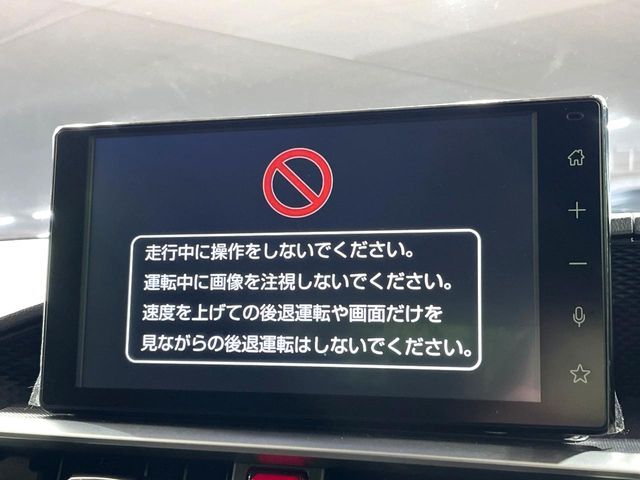 走行中に操作をしないでください。
運転中に画像を注視しないでください。
速度を上げての後退運転や画面だけを
見ながらの後退運転はしないでください。